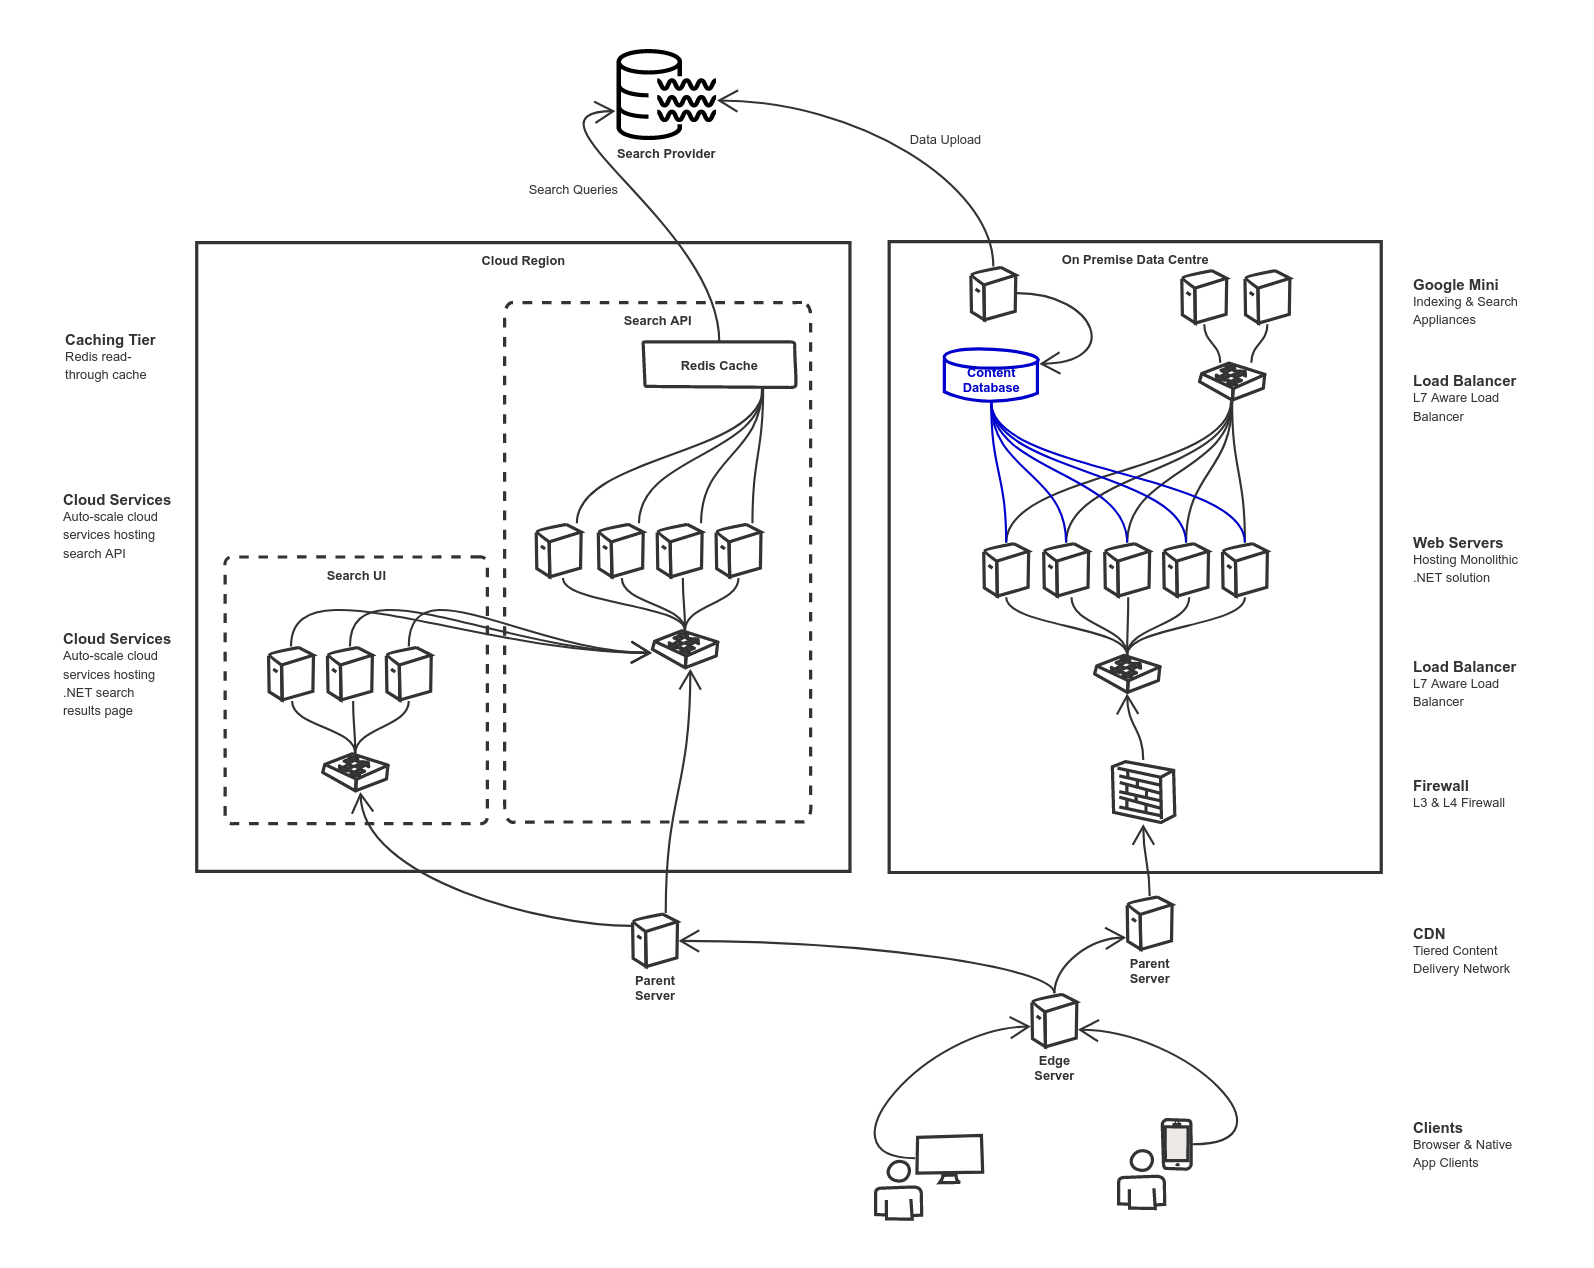 Search Provider
Data Upload
Search Queries
Cloud Region
On Premise Data Centre
Search API
Redis Cache
Content
Database
Search UI
Caching Tier
Redis read-
through cache
Cloud Services
Auto-scale cloud
services hosting
search API
Cloud Services
Auto-scale cloud
services hosting
.NET search
results page
Google Mini
Indexing & Search
Appliances
Load Balancer
L7 Aware Load
Balancer
Web Servers
Hosting Monolithic
.NET solution
Load Balancer
L7 Aware Load
Balancer
Firewall
L3 & L4 Firewall
CDN
Tiered Content
Delivery Network
Parent
Server
Parent
Server
Edge
Server
Clients
Browser & Native
App Clients